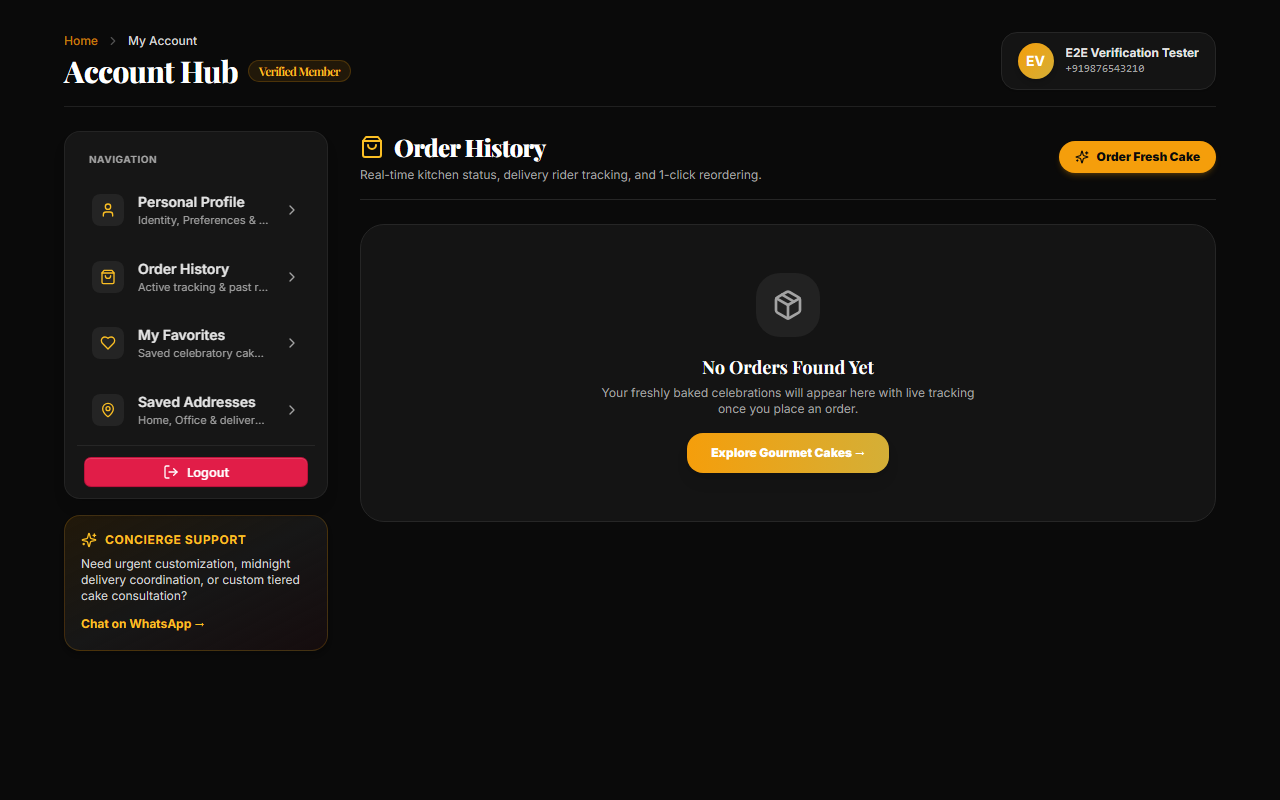 Home > My Account
Account Hub
Verified Member
EV
E2E Verification Tester
+919876543210
NAVIGATION
Personal Profile
Identity, Preferences & ...
Order History
Active tracking & past r...
My Favorites
Saved celebratory cak...
Saved Addresses
Home, Office & deliver...
Logout
CONCIERGE SUPPORT
Need urgent customization, midnight
delivery coordination, or custom tiered
cake consultation?
Chat on WhatsApp →
Order History
Real-time kitchen status, delivery rider tracking, and 1-click reordering.
Order Fresh Cake
No Orders Found Yet
Your freshly baked celebrations will appear here with live tracking
once you place an order.
Explore Gourmet Cakes →